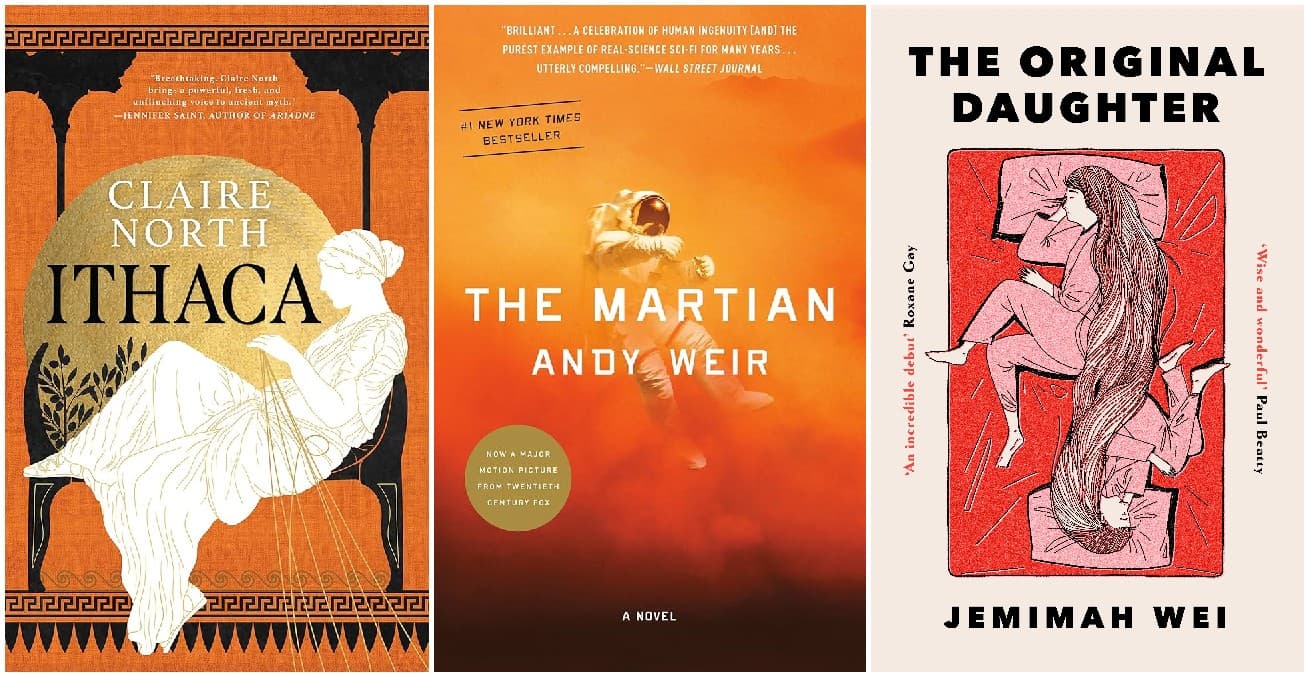 "Breathtaking. Claire North
brings a powerful, fresh, and
unflinching voice to ancient myth."
—JENNIFER SAINT, AUTHOR OF ARIADNE
CLAIRE
NORTH
ITHACA
"BRILLIANT . . . A CELEBRATION OF HUMAN INGENUITY [AND] THE
PUREST EXAMPLE OF REAL-SCIENCE SCI-FI FOR MANY YEARS . . .
UTTERLY COMPELLING."—WALL STREET JOURNAL
#1 NEW YORK TIMES
BESTSELLER
THE MARTIAN
ANDY WEIR
NOW A MAJOR
MOTION PICTURE
FROM TWENTIETH
CENTURY FOX
A NOVEL
THE ORIGINAL
DAUGHTER
'An incredible debut' Roxane Gay
'Wise and wonderful' Paul Beatty
JEMIMAH WEI